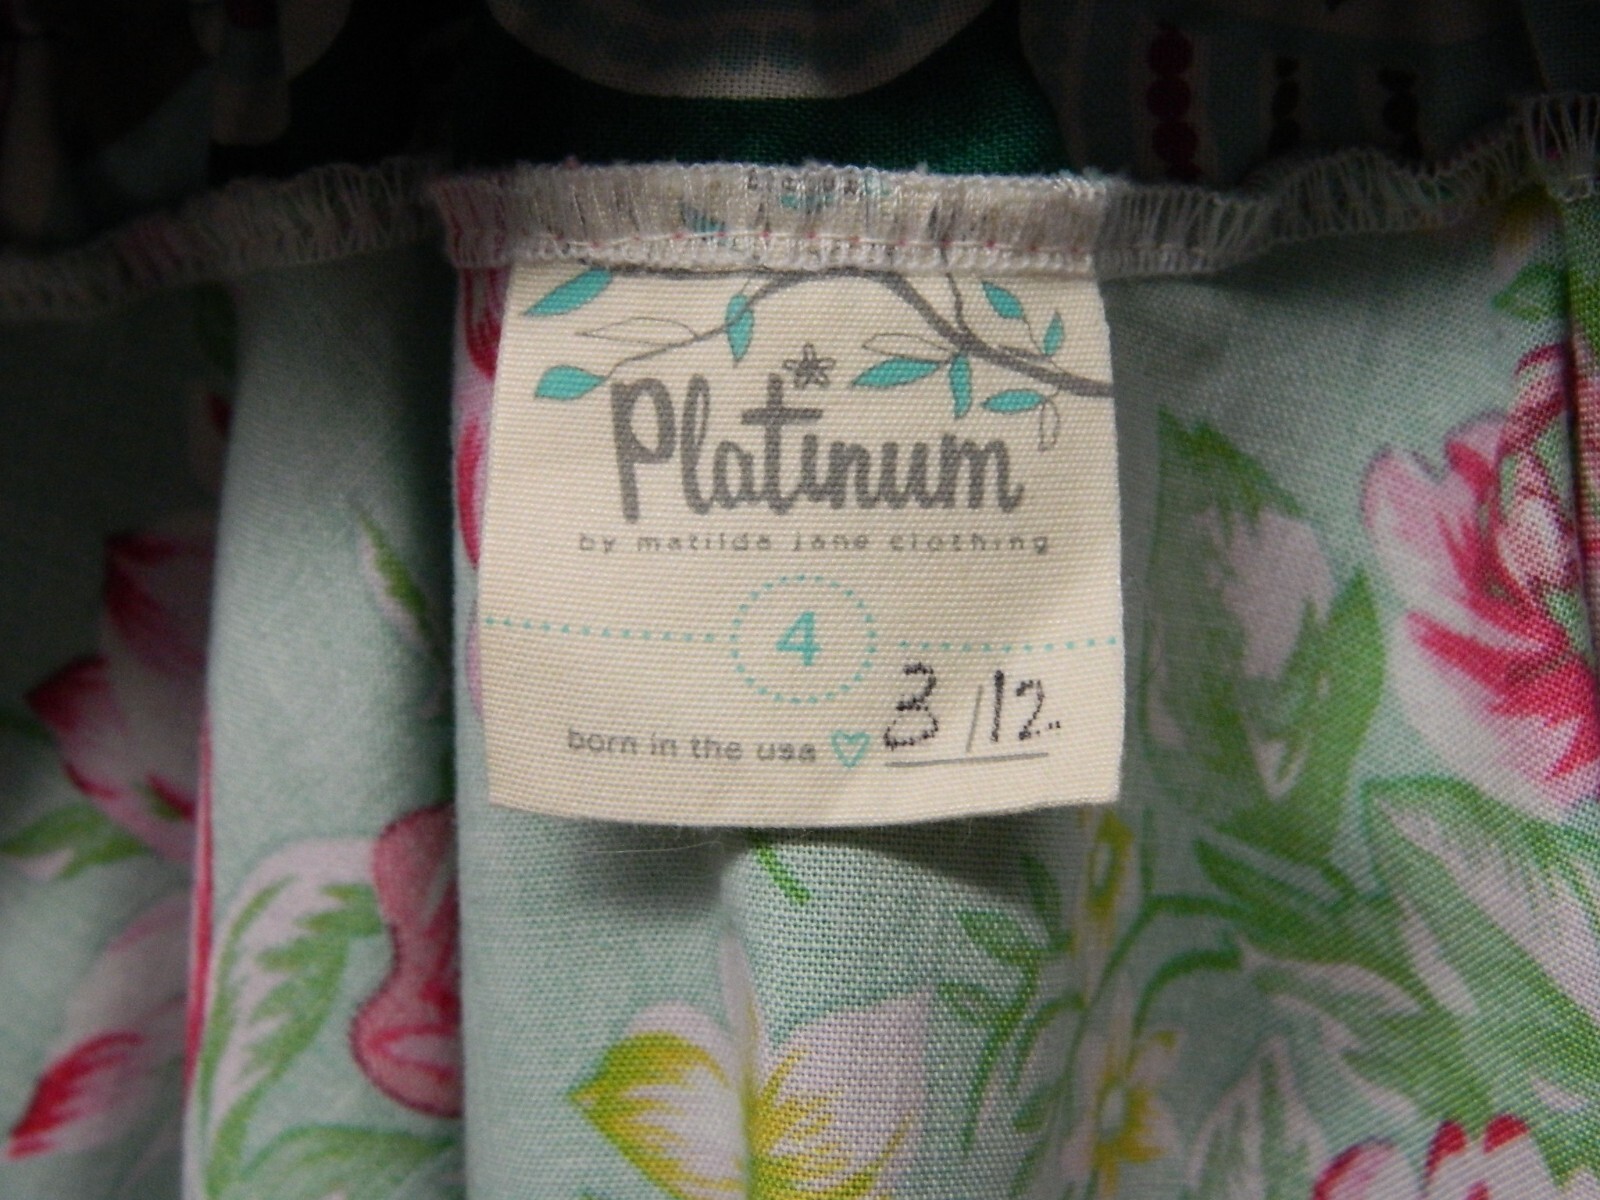 Platinum
by matilda jane clothing
4
born in the usa 3/12